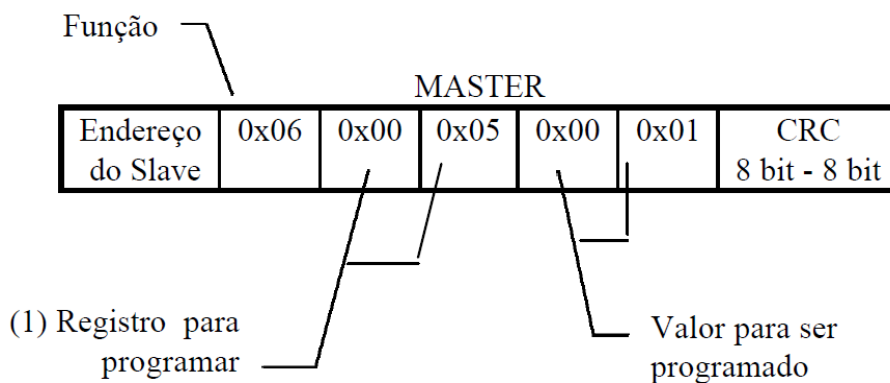 Função
MASTER
Endereço do Slave 0x06 0x00 0x05 0x00 0x01 CRC 8 bit - 8 bit
(1) Registro para
programar
Valor para ser
programado